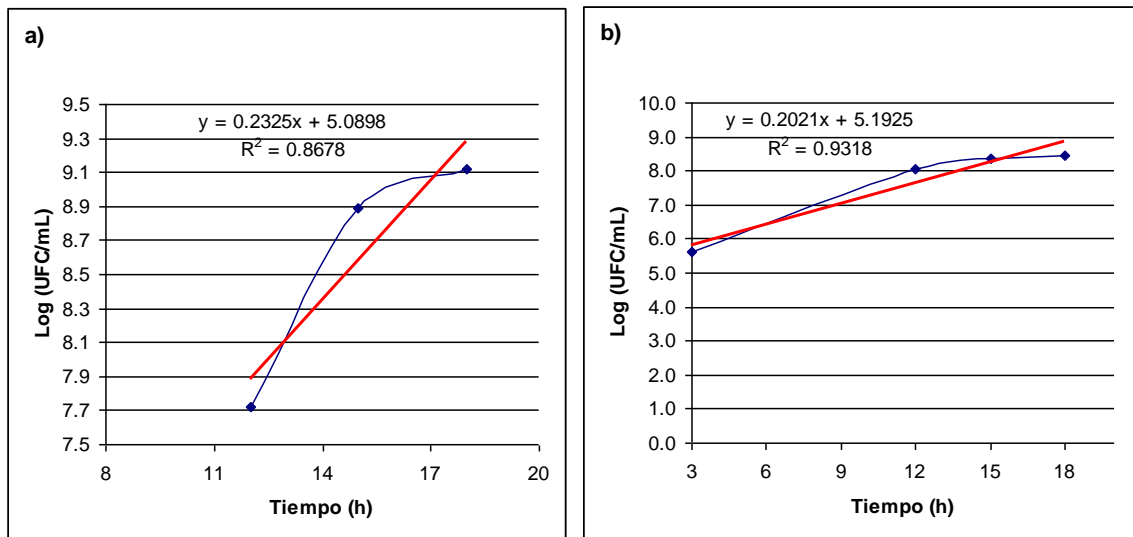 a)
y = 0.2325x + 5.0898
R² = 0.8678
9.5
9.3
9.1
8.9
8.7
8.5
8.3
8.1
7.9
7.7
7.5
Log (UFC/mL)
8 11 14 17 20
Tiempo (h)
b)
y = 0.2021x + 5.1925
R² = 0.9318
10.0
9.0
8.0
7.0
6.0
5.0
4.0
3.0
2.0
1.0
0.0
Log (UFC/mL)
3 6 9 12 15 18
Tiempo (h)